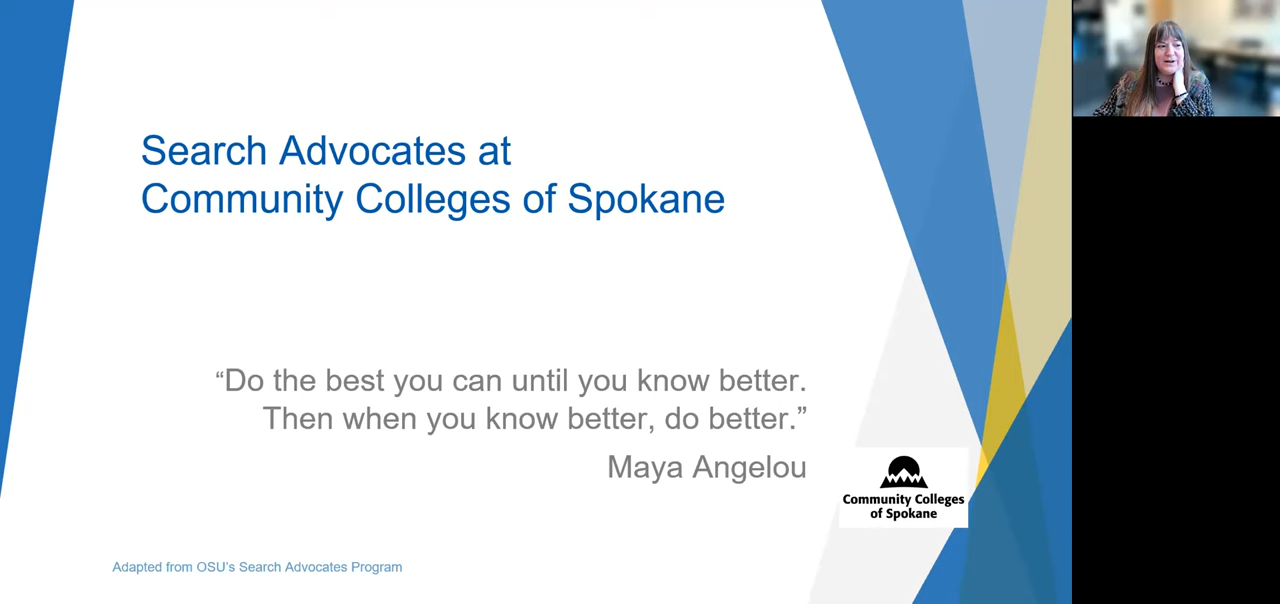 Search Advocates at
Community Colleges of Spokane
“Do the best you can until you know better.
Then when you know better, do better.”
Maya Angelou
Community Colleges
of Spokane
Adapted from OSU’s Search Advocates Program